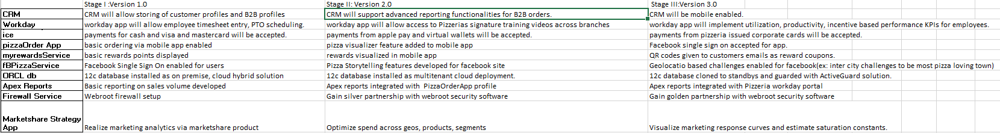 Stage I :Version 1.0 Stage II: Version 2.0 Stage III:Version 3.0
CRM CRM will allow storing of customer profiles and B2B profiles CRM will support advanced reporting functionalities for B2B orders. CRM will be mobile enabled.
Workday workday app will allow employee timesheet entry, PTO scheduling. workday app will allow access to Pizzerias signature training videos across branches workday app will implement utilization, productivity, incentive based performance KPIs for employees.
ice payments for cash and visa and mastercard will be accepted. payments from apple pay and virtual wallets will be accepted. payments from pizzeria issued corporate cards will be accepted.
pizzaOrder App basic ordering via mobile app enabled pizza visualizer feature added to mobile app Facebook single sign on accepted for app.
myrewardsService basic rewards points displayed rewards visualized in mobile app QR codes given to customers emails as reward coupons.
fBPizzaService Facebook Single Sign On enabled for users Pizza Storytelling features developed for facebook site Geolocatio based challenges enabled for facebook(ex: inter city challenges to be most pizza loving town)
ORCL db 12c database installed as on premise, cloud hybrid solution 12c database installed as multitenant cloud deployment. 12c database cloned to standbys and guarded with ActiveGuard solution.
Apex Reports Basic reporting on sales volume developed Apex reports integrated with PizzaOrderApp profile Apex reports integrated with Pizzeria workday portal
Firewall Service Webroot firewall setup Gain silver partnership with webroot security software Gain golden partnership with webroot security software
Marketshare Strategy
App Realize marketing analytics via marketshare product Optimize spend across geos, products, segments Visualize marketing response curves and estimate saturation constants.